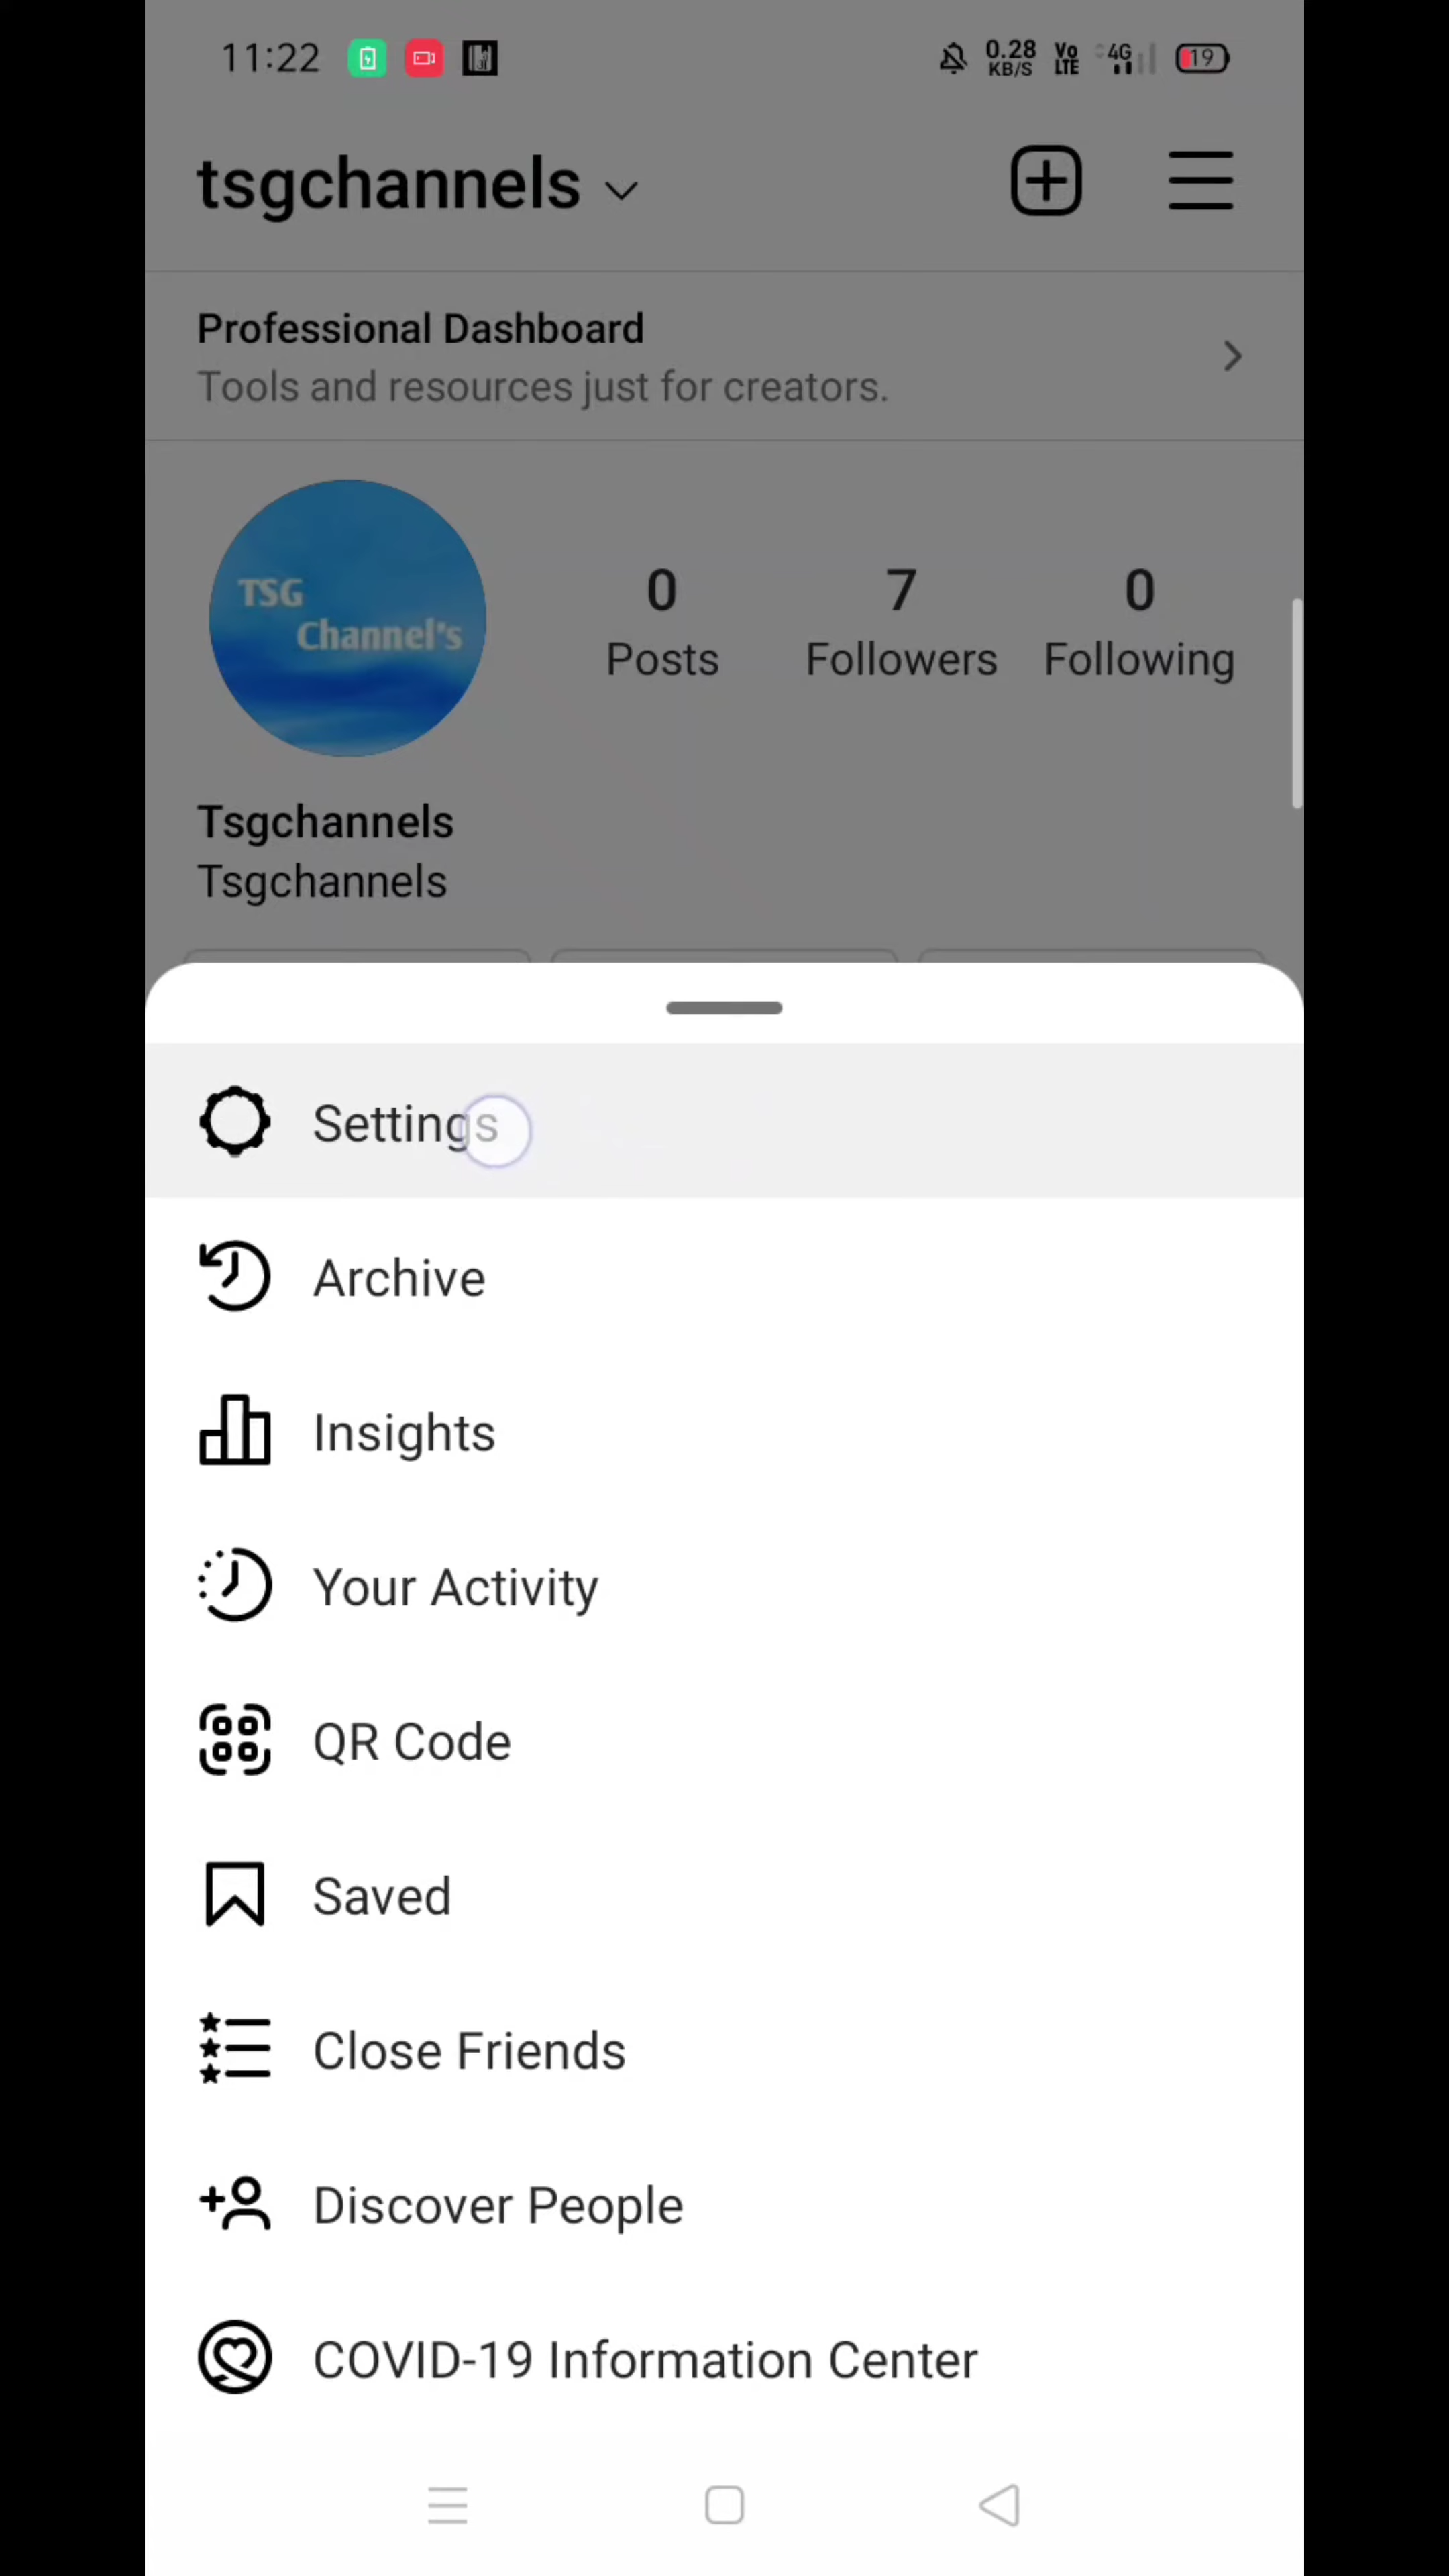 11:22 0.28 KB/S Vo LTE 4G 19
tsgchannels
Professional Dashboard
Tools and resources just for creators.
TSG
Channel's
0 7 0
Posts Followers Following
Tsgchannels
Tsgchannels
Settings
Archive
Insights
Your Activity
QR Code
Saved
Close Friends
Discover People
COVID-19 Information Center